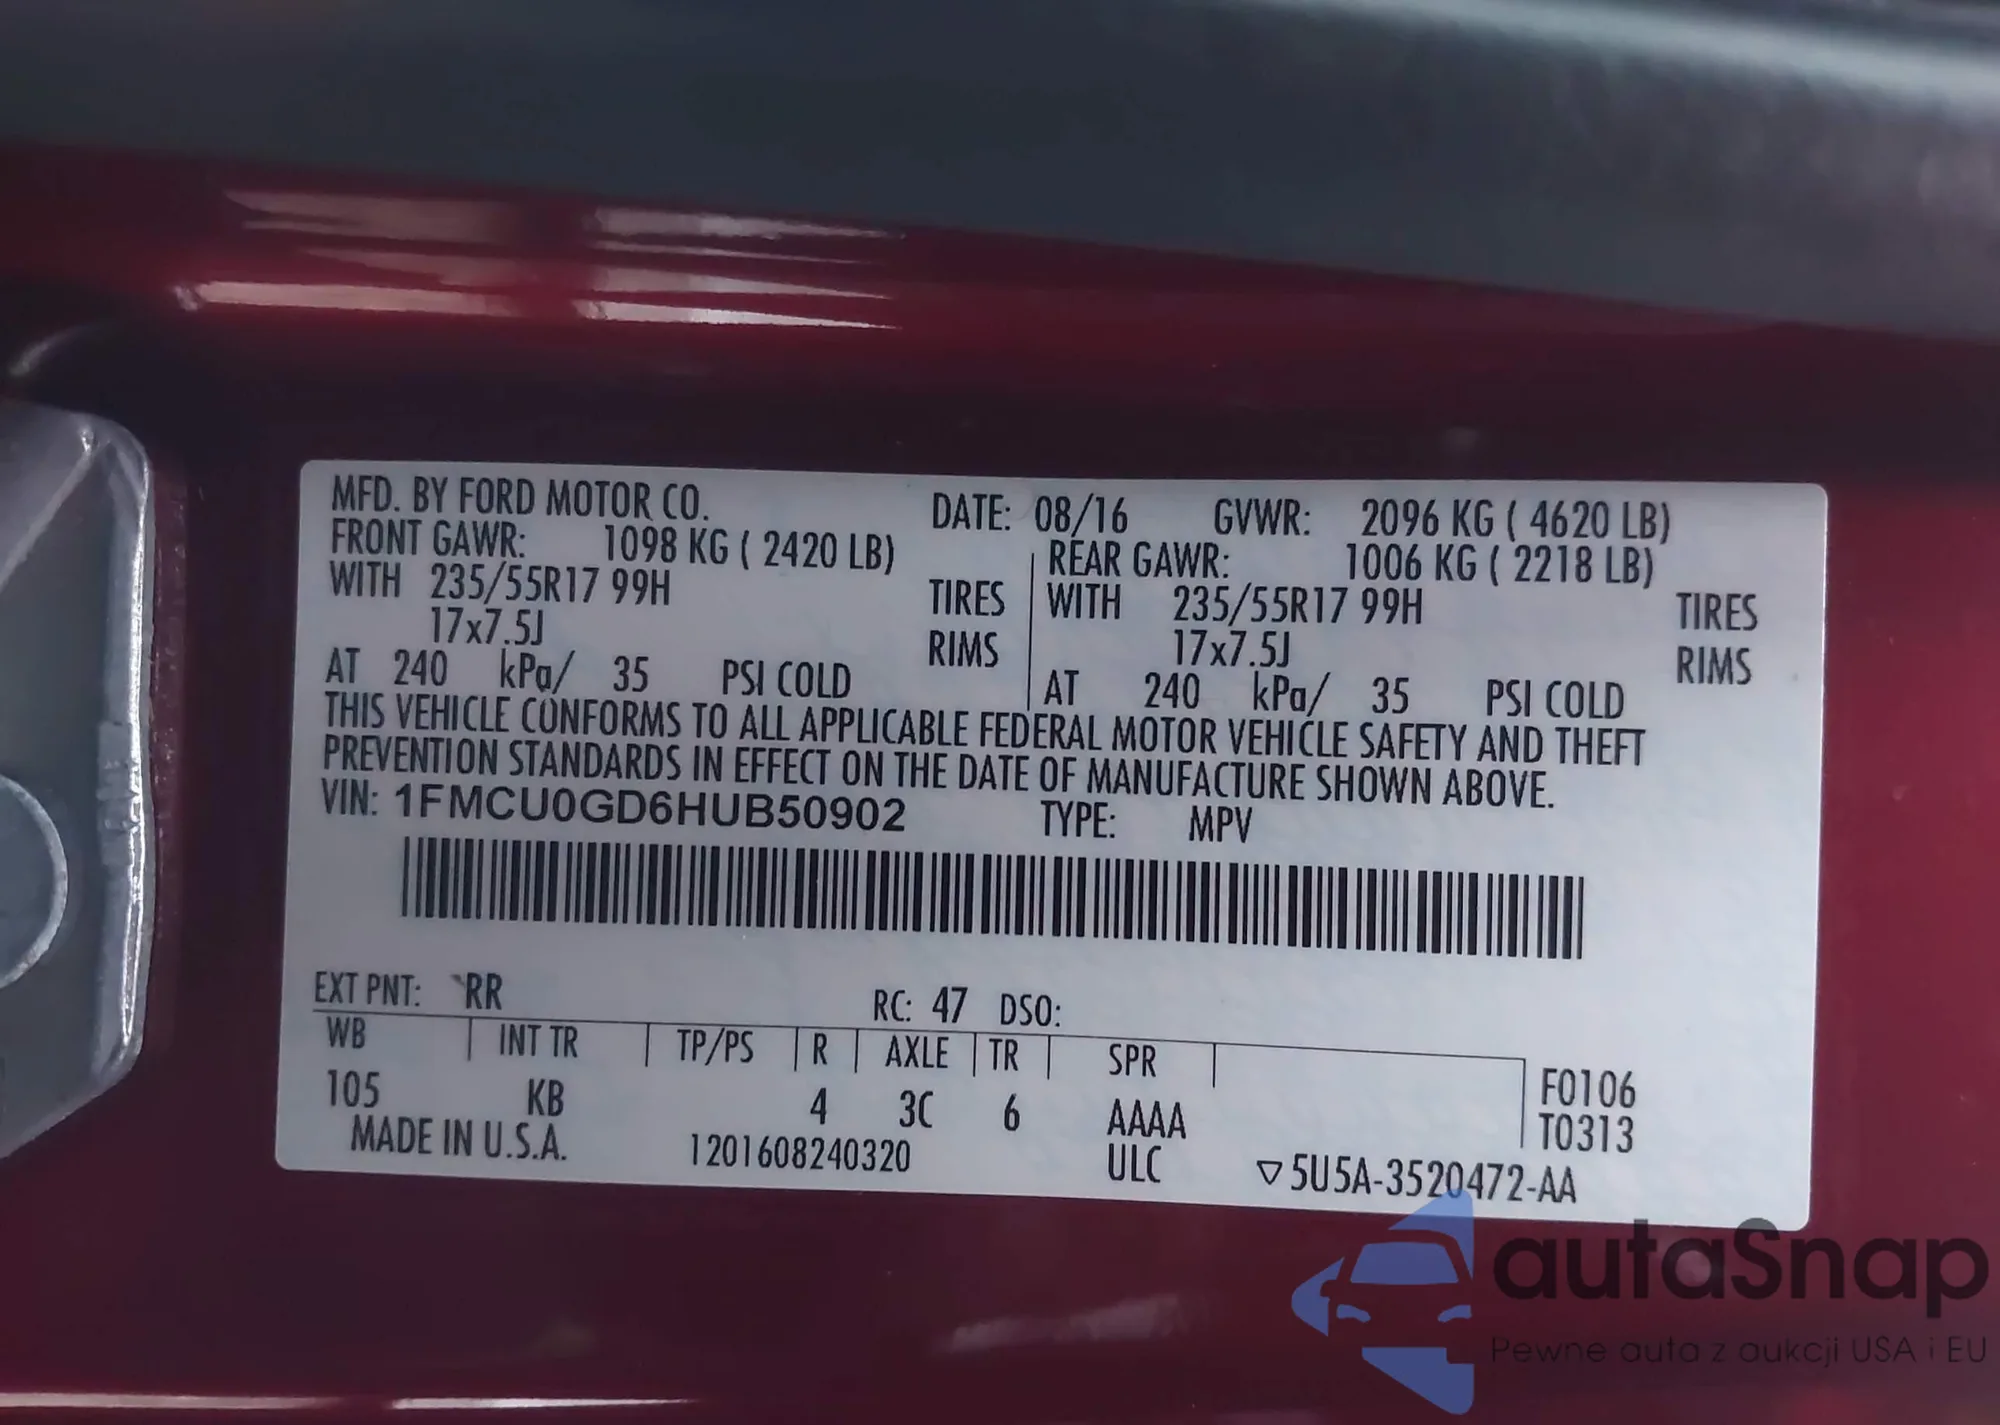 MFD. BY FORD MOTOR CO. DATE: 08/16 GVWR: 2096 KG ( 4620 LB)
FRONT GAWR: 1098 KG ( 2420 LB) REAR GAWR: 1006 KG ( 2218 LB)
WITH 235/55R17 99H TIRES WITH 235/55R17 99H TIRES
17x7.5J RIMS 17x7.5J RIMS
AT 240 kPa/ 35 PSI COLD AT 240 kPa/ 35 PSI COLD
THIS VEHICLE CONFORMS TO ALL APPLICABLE FEDERAL MOTOR VEHICLE SAFETY AND THEFT
PREVENTION STANDARDS IN EFFECT ON THE DATE OF MANUFACTURE SHOWN ABOVE.
VIN: 1FMCU0GD6HUB50902 TYPE: MPV
EXT PNT: RR RC: 47 DSO:
WB INT TR TP/PS R AXLE TR SPR
105 KB 4 3C 6 AAAA F0106
T0313
MADE IN U.S.A. 1201608240320 ULC ▽5U5A-3520472-AA
autaSnap
Pewne auta z aukcji USA i EU